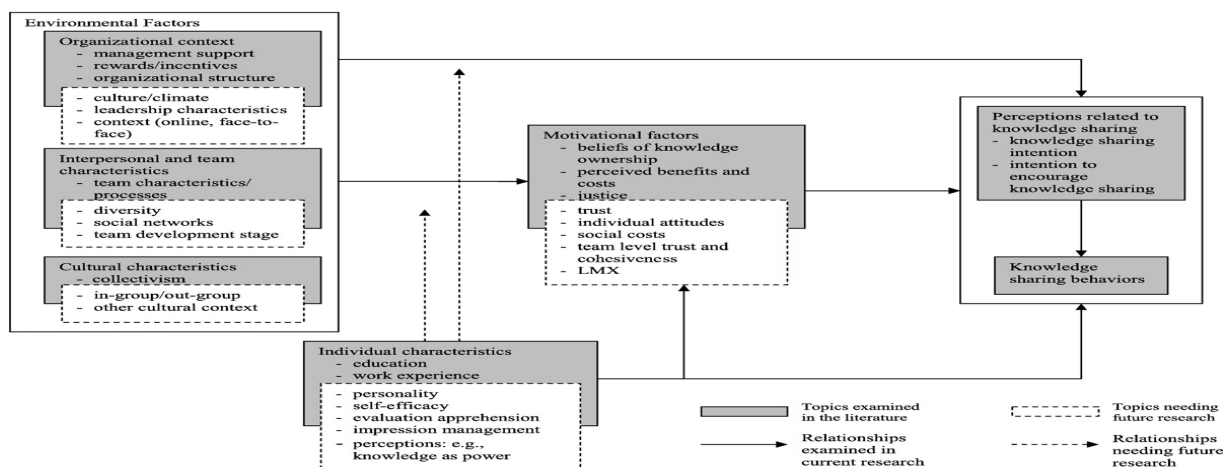 Environmental Factors
Organizational context
- management support
- rewards/incentives
- organizational structure
- culture/climate
- leadership characteristics
- context (online, face-to-
face)
Interpersonal and team
characteristics
- team characteristics/
processes
- diversity
- social networks
- team development stage
Cultural characteristics
- collectivism
- in-group/out-group
- other cultural context
Motivational factors
- beliefs of knowledge
ownership
- perceived benefits and
costs
- justice
- trust
- individual attitudes
- social costs
- team level trust and
cohesiveness
- LMX
Individual characteristics
- education
- work experience
- personality
- self-efficacy
- evaluation apprehension
- impression management
- perceptions: e.g.,
knowledge as power
Perceptions related to
knowledge sharing
- knowledge sharing
intention
- intention to
encourage
knowledge sharing
Knowledge
sharing behaviors
Topics examined
in the literature
Topics needing
future research
Relationships
examined in
current research
Relationships
needing future
research